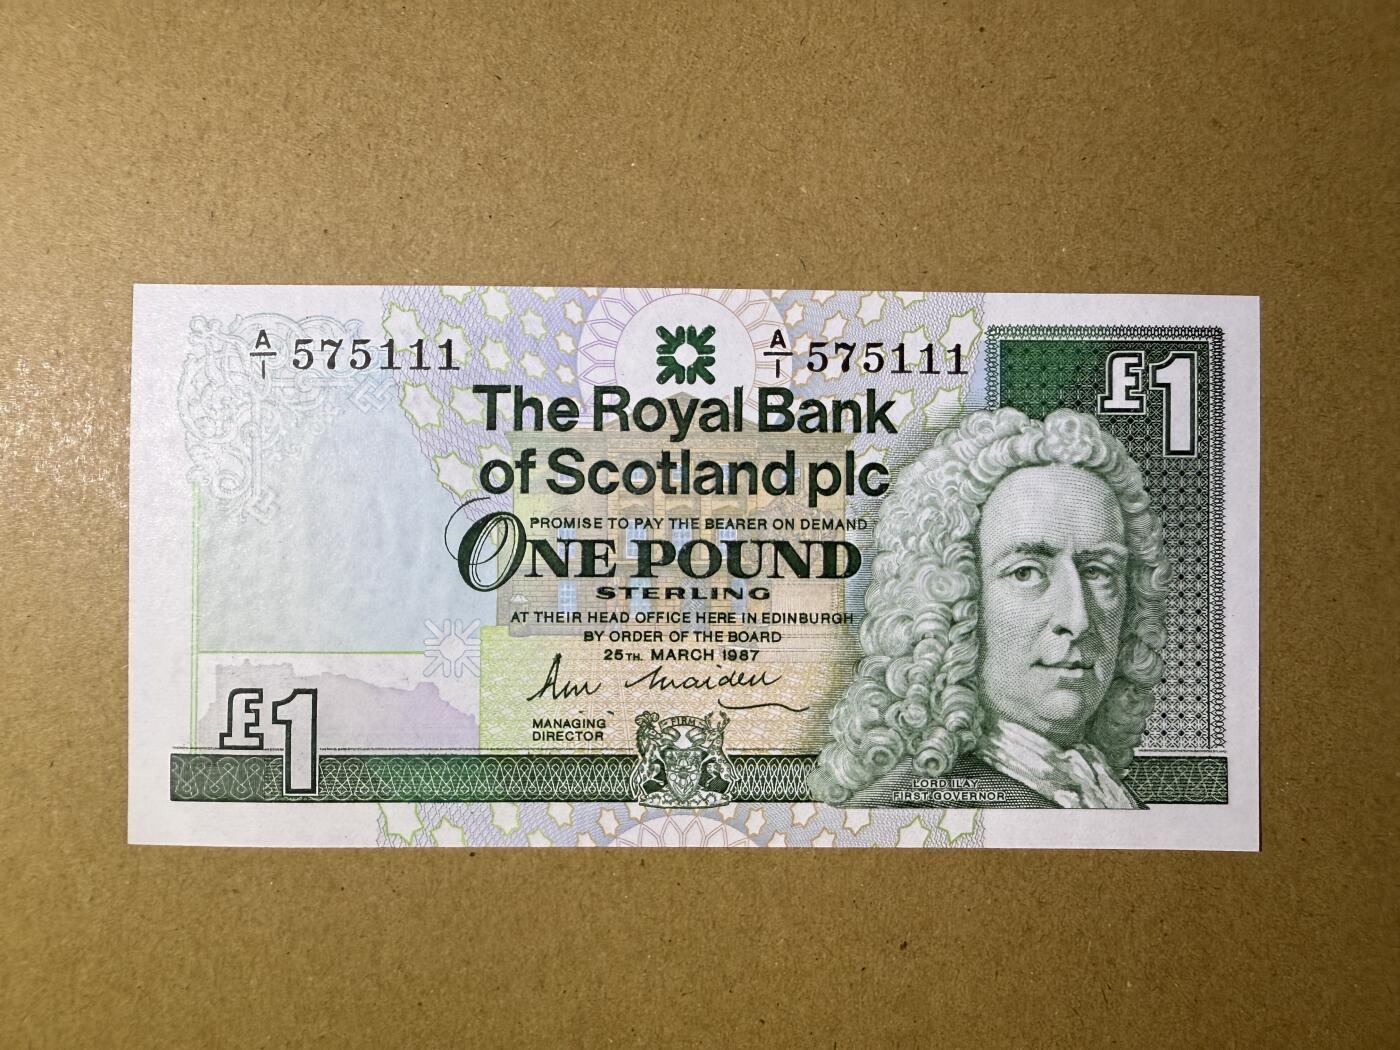 A/1 575111 A/1 575111
£1
The Royal Bank
of Scotland plc
PROMISE TO PAY THE BEARER ON DEMAND
ONE POUND
STERLING
AT THEIR HEAD OFFICE HERE IN EDINBURGH
BY ORDER OF THE BOARD
25TH. MARCH 1987
MANAGING
DIRECTOR
FIRM
£1
LORD ILAY
FIRST GOVERNOR